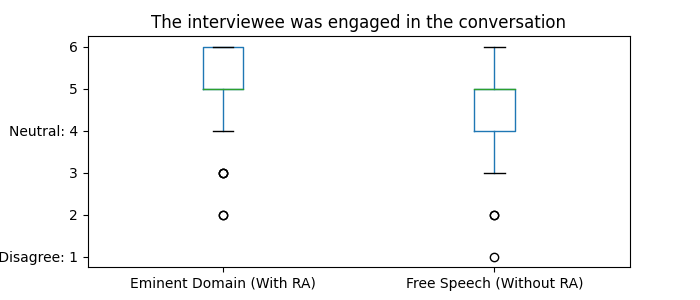 The interviewee was engaged in the conversation
6
5
Neutral: 4
3
2
Disagree: 1
Eminent Domain (With RA) Free Speech (Without RA)